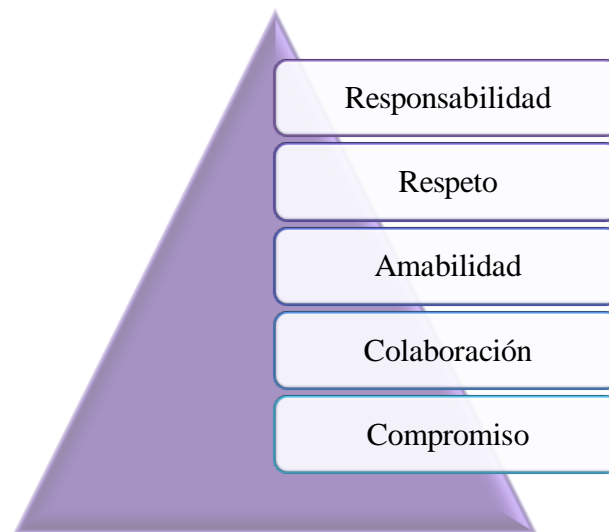 Responsabilidad
Respeto
Amabilidad
Colaboración
Compromiso